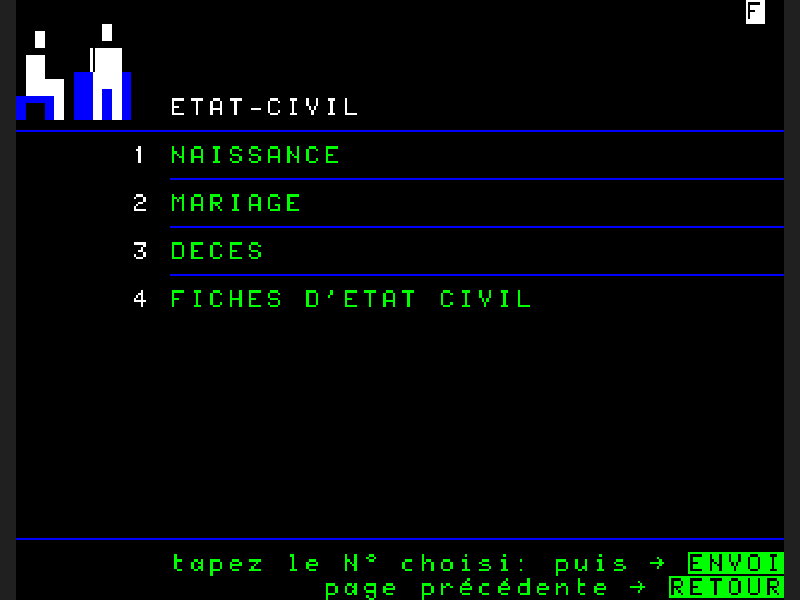 F
ETAT-CIVIL
1 NAISSANCE
2 MARIAGE
3 DECES
4 FICHES D'ETAT CIVIL
tapez le N° choisi: puis → ENVOI
page précédente → RETOUR